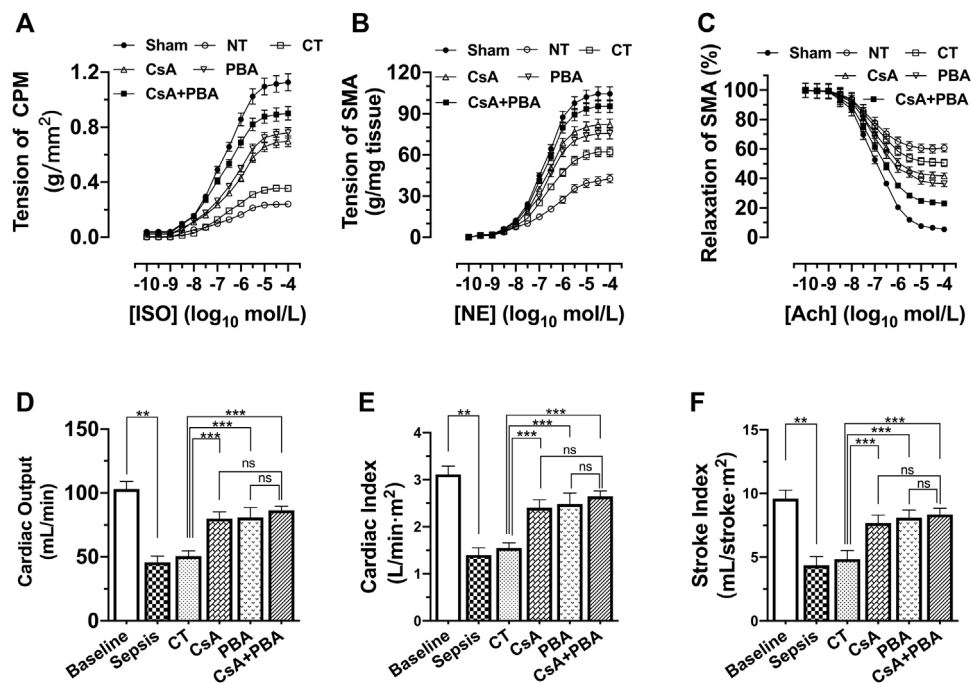 A
Sham NT CT
CsA PBA
CsA+PBA
Tension of CPM
(g/mm²)
1.2
0.8
0.4
0.0
-10 -9 -8 -7 -6 -5 -4
[ISO] (log₁₀ mol/L)
B
Sham NT CT
CsA PBA
CsA+PBA
Tension of SMA
(g/mg tissue)
120
90
60
30
0
-10 -9 -8 -7 -6 -5 -4
[NE] (log₁₀ mol/L)
C
Sham NT CT
CsA PBA
CsA+PBA
Relaxation of SMA (%)
100
80
60
40
20
0
-10 -9 -8 -7 -6 -5 -4
[Ach] (log₁₀ mol/L)
D
Cardiac Output
(mL/min)
150
100
50
0
**
***
***
***
ns
ns
Baseline Sepsis CT CsA PBA CsA+PBA
E
Cardiac Index
(L/min·m²)
4
3
2
1
0
**
***
***
***
ns
ns
Baseline Sepsis CT CsA PBA CsA+PBA
F
Stroke Index
(mL/stroke·m²)
15
10
5
0
**
***
***
***
ns
ns
Baseline Sepsis CT CsA PBA CsA+PBA